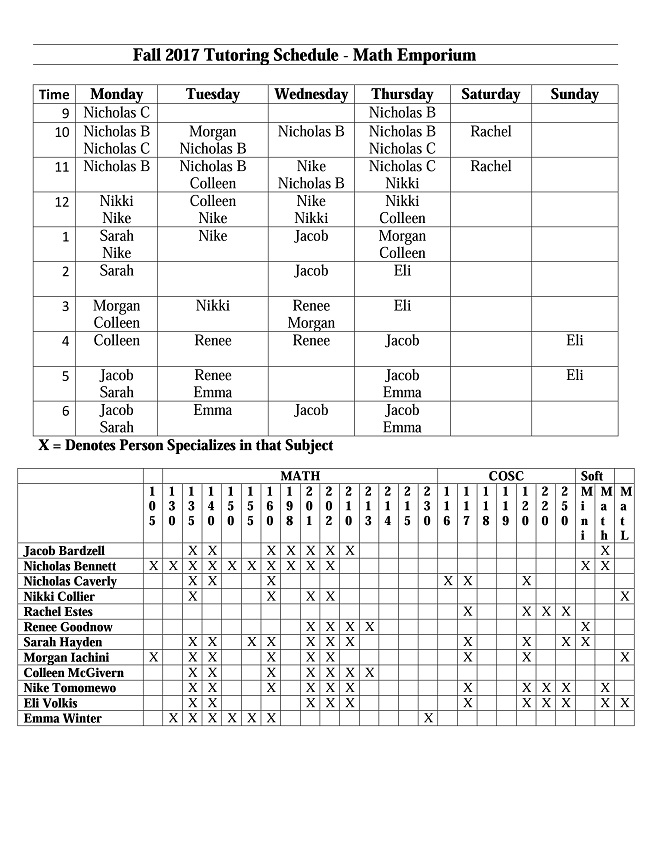 Fall 2017 Tutoring Schedule - Math Emporium
Time Monday Tuesday Wednesday Thursday Saturday Sunday
9 Nicholas C Nicholas B
10 Nicholas B Morgan Nicholas B Nicholas B Rachel
Nicholas C Nicholas B Nicholas C
11 Nicholas B Nicholas B Nike Nicholas C Rachel
Colleen Nicholas B Nikki
12 Nikki Colleen Nike Nikki
Nike Nike Nikki Colleen
1 Sarah Nike Jacob Morgan
Nike Colleen
2 Sarah Jacob Eli
3 Morgan Nikki Renee Eli
Colleen Morgan
4 Colleen Renee Renee Jacob Eli
5 Jacob Renee Jacob Eli
Sarah Emma Emma
6 Jacob Emma Jacob Jacob
Sarah Emma
X = Denotes Person Specializes in that Subject
MATH COSC Soft
105 130 135 140 150 155 160 198 201 202 210 213 214 215 230 116 117 118 119 120 220 250 Mini Math MatL
Jacob Bardzell X X X X X X X X
Nicholas Bennett X X X X X X X X X X X X
Nicholas Caverly X X X X X X
Nikki Collier X X X X X
Rachel Estes X X X X
Renee Goodnow X X X X X
Sarah Hayden X X X X X X X X X X X
Morgan Iachini X X X X X X X X X
Colleen McGivern X X X X X X X
Nike Tomomewo X X X X X X X X X X X
Eli Volkis X X X X X X X X X X X
Emma Winter X X X X X X X